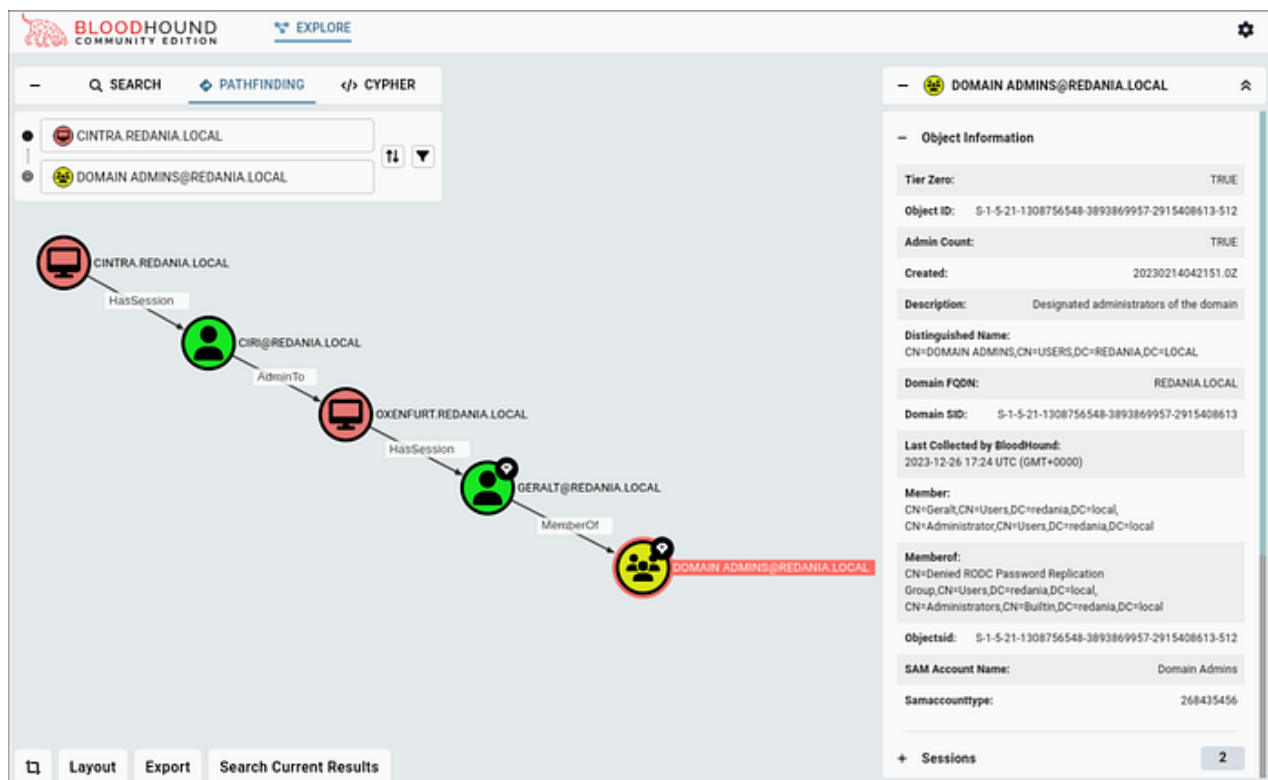 BLOODHOUND
COMMUNITY EDITION
EXPLORE
SEARCH
PATHFINDING
</> CYPHER
CINTRA.REDANIA.LOCAL
DOMAIN ADMINS@REDANIA.LOCAL
CINTRA.REDANIA.LOCAL
HasSession
CIRI@REDANIA.LOCAL
AdminTo
OXENFURT.REDANIA.LOCAL
HasSession
GERALT@REDANIA.LOCAL
MemberOf
DOMAIN ADMINS@REDANIA.LOCAL
Layout
Export
Search Current Results
DOMAIN ADMINS@REDANIA.LOCAL
Object Information
Tier Zero: TRUE
Object ID: S-1-5-21-1308756548-3893869957-2915408613-512
Admin Count: TRUE
Created: 20230214042151.0Z
Description: Designated administrators of the domain
Distinguished Name:
CN=DOMAIN ADMINS,CN=USERS,DC=REDANIA,DC=LOCAL
Domain FQDN: REDANIA.LOCAL
Domain SID: S-1-5-21-1308756548-3893869957-2915408613
Last Collected by BloodHound:
2023-12-26 17:24 UTC (GMT+0000)
Member:
CN=Geralt,CN=Users,DC=redania,DC=local,
CN=Administrator,CN=Users,DC=redania,DC=local
Memberof:
CN=Denied RODC Password Replication
Group,CN=Users,DC=redania,DC=local,
CN=Administrators,CN=Builtin,DC=redania,DC=local
Objectsid: S-1-5-21-1308756548-3893869957-2915408613-512
SAM Account Name: Domain Admins
Samaccounttype: 268435456
+ Sessions 2